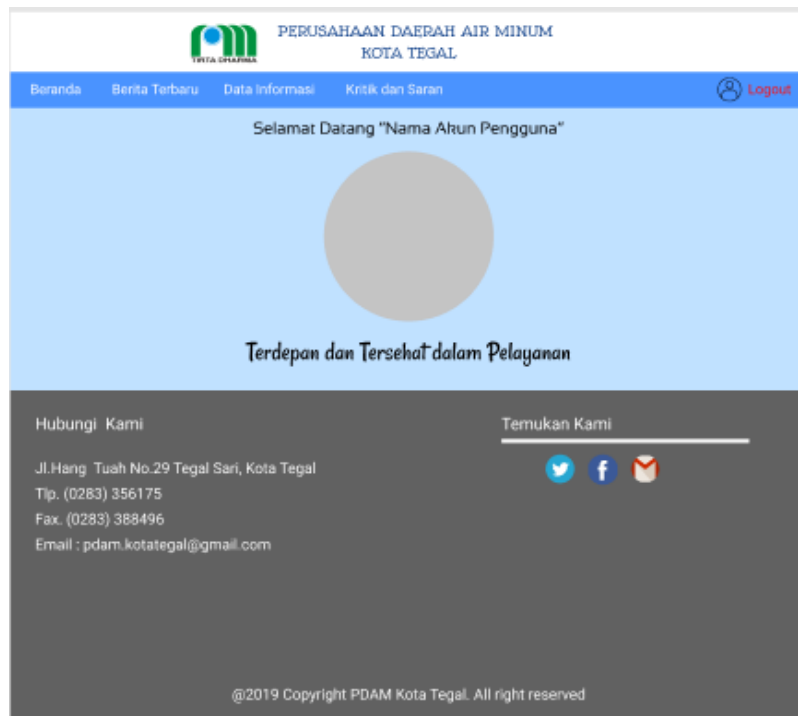 PERUSAHAAN DAERAH AIR MINUM
KOTA TEGAL
TIRTA DHARMA
Beranda Berita Terbaru Data Informasi Kritik dan Saran Logout
Selamat Datang "Nama Akun Pengguna"
Terdepan dan Tersehat dalam Pelayanan
Hubungi Kami
Temukan Kami
Jl.Hang Tuah No.29 Tegal Sari, Kota Tegal
Tlp. (0283) 356175
Fax. (0283) 388496
Email : pdam.kotategal@gmail.com
@2019 Copyright PDAM Kota Tegal. All right reserved